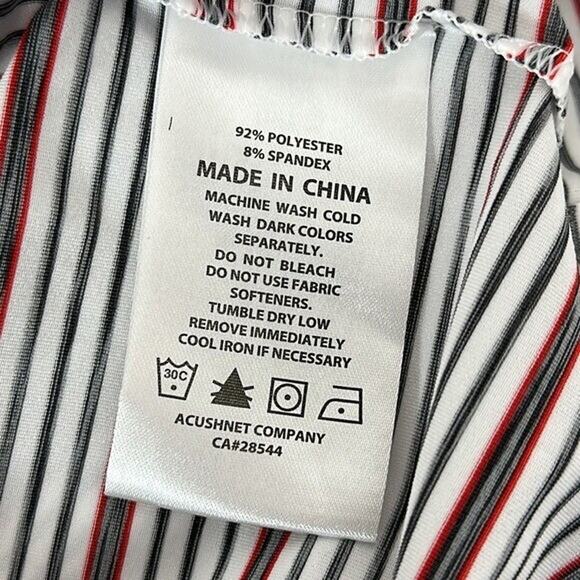 92% POLYESTER
8% SPANDEX
MADE IN CHINA
MACHINE WASH COLD
WASH DARK COLORS
SEPARATELY.
DO NOT BLEACH
DO NOT USE FABRIC
SOFTENERS.
TUMBLE DRY LOW
REMOVE IMMEDIATELY
COOL IRON IF NECESSARY
30C
ACUSHNET COMPANY
CA#28544